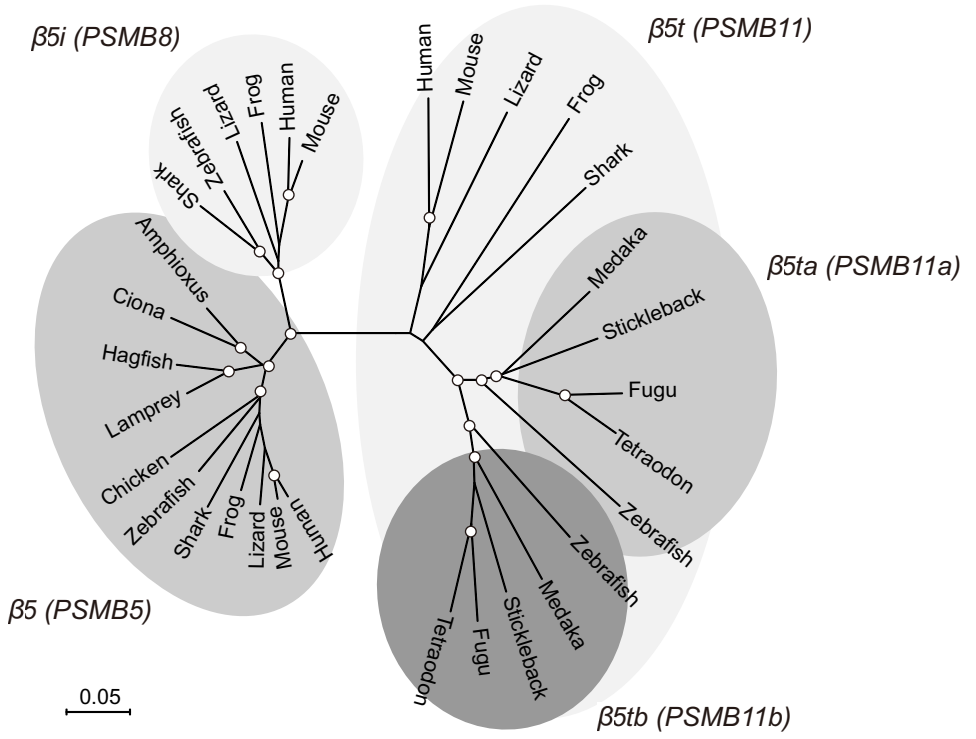 β5i (PSMB8)
Shark
Zebrafish
Lizard
Frog
Human
Mouse
β5t (PSMB11)
Human
Mouse
Lizard
Frog
Shark
β5ta (PSMB11a)
Medaka
Stickleback
Fugu
Tetraodon
Zebrafish
Amphioxus
Ciona
Hagfish
Lamprey
Chicken
Zebrafish
Shark
Frog
Lizard
Mouse
Human
β5 (PSMB5)
Zebrafish
Medaka
Stickleback
Fugu
Tetraodon
β5tb (PSMB11b)
0.05